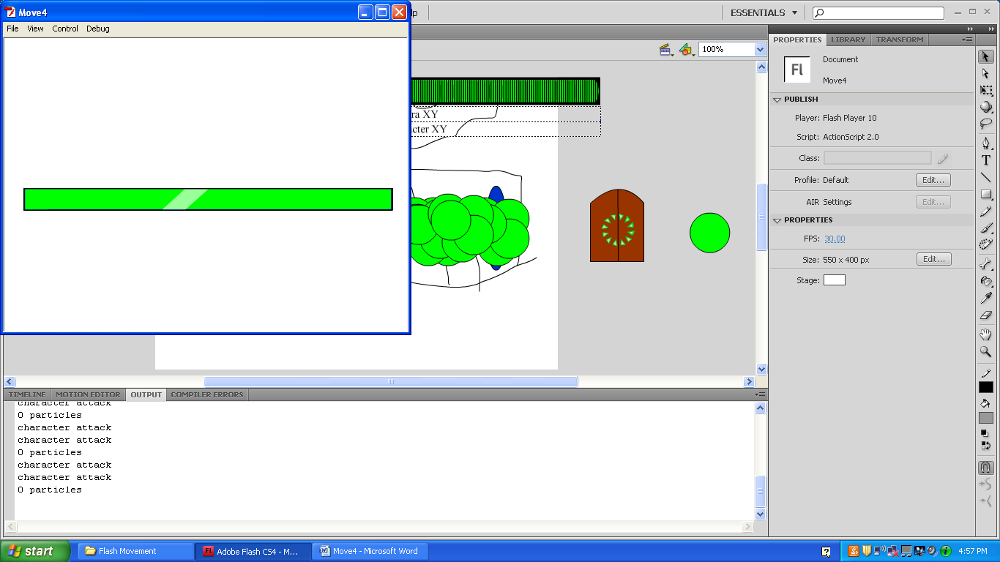 Move4
File View Control Debug
lp
ESSENTIALS
100%
PROPERTIES LIBRARY TRANSFORM
Fl
Document
Move4
PUBLISH
Player: Flash Player 10
Script: ActionScript 2.0
Class:
Profile: Default Edit...
AIR Settings Edit...
PROPERTIES
FPS: 30.00
Size: 550 x 400 px Edit...
Stage:
ra XY
acter XY
T
TIMELINE MOTION EDITOR OUTPUT COMPILER ERRORS
character attack
0 particles
character attack
character attack
0 particles
character attack
character attack
0 particles
start Flash Movement Fl Adobe Flash CS4 - M... Move4 - Microsoft Word ? 4:57 PM